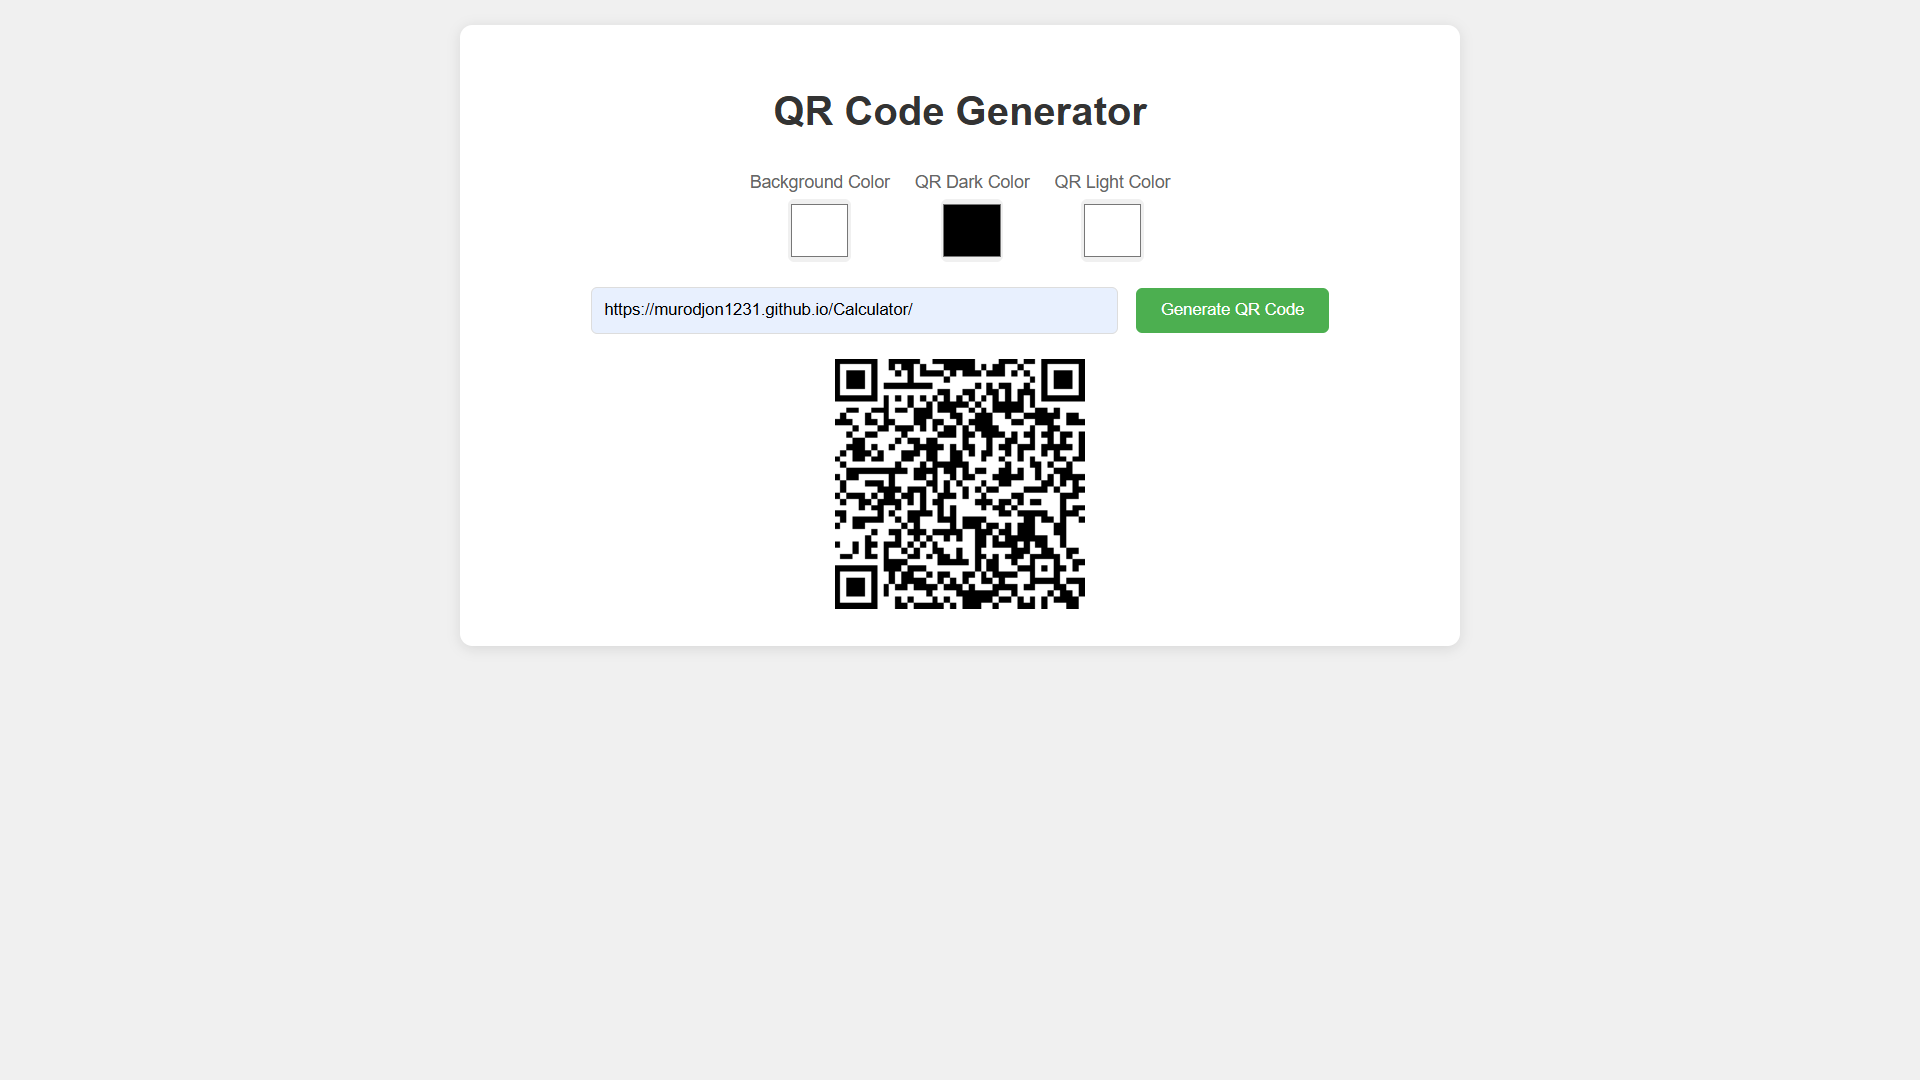 QR Code Generator
Background Color QR Dark Color QR Light Color
https://murodjon1231.github.io/Calculator/ Generate QR Code